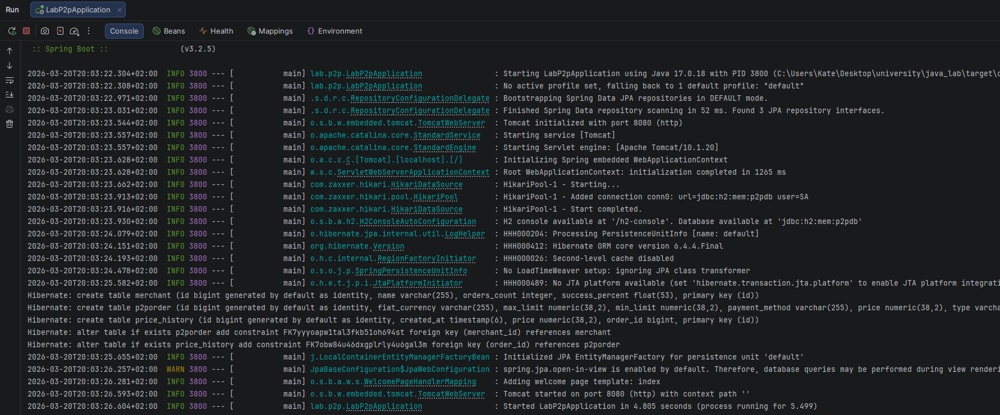 Run LabP2pApplication
Console Beans Health Mappings Environment
:: Spring Boot :: (v3.2.5)
2026-03-20T20:03:22.304+02:00 INFO 3800 --- [ main] lab.p2p.LabP2pApplication : Starting LabP2pApplication using Java 17.0.18 with PID 3800 (C:\Users\Kate\Desktop\university\java_lab\target\c
2026-03-20T20:03:22.308+02:00 INFO 3800 --- [ main] lab.p2p.LabP2pApplication : No active profile set, falling back to 1 default profile: "default"
2026-03-20T20:03:22.971+02:00 INFO 3800 --- [ main] .s.d.r.c.RepositoryConfigurationDelegate : Bootstrapping Spring Data JPA repositories in DEFAULT mode.
2026-03-20T20:03:23.031+02:00 INFO 3800 --- [ main] .s.d.r.c.RepositoryConfigurationDelegate : Finished Spring Data repository scanning in 52 ms. Found 3 JPA repository interfaces.
2026-03-20T20:03:23.544+02:00 INFO 3800 --- [ main] o.s.b.w.embedded.tomcat.TomcatWebServer : Tomcat initialized with port 8080 (http)
2026-03-20T20:03:23.557+02:00 INFO 3800 --- [ main] o.apache.catalina.core.StandardService : Starting service [Tomcat]
2026-03-20T20:03:23.557+02:00 INFO 3800 --- [ main] o.apache.catalina.core.StandardEngine : Starting Servlet engine: [Apache Tomcat/10.1.20]
2026-03-20T20:03:23.628+02:00 INFO 3800 --- [ main] o.a.c.c.C.[Tomcat].[localhost].[/] : Initializing Spring embedded WebApplicationContext
2026-03-20T20:03:23.628+02:00 INFO 3800 --- [ main] w.s.c.ServletWebServerApplicationContext : Root WebApplicationContext: initialization completed in 1265 ms
2026-03-20T20:03:23.662+02:00 INFO 3800 --- [ main] com.zaxxer.hikari.HikariDataSource : HikariPool-1 - Starting...
2026-03-20T20:03:23.913+02:00 INFO 3800 --- [ main] com.zaxxer.hikari.pool.HikariPool : HikariPool-1 - Added connection conn0: url=jdbc:h2:mem:p2pdb user=SA
2026-03-20T20:03:23.916+02:00 INFO 3800 --- [ main] com.zaxxer.hikari.HikariDataSource : HikariPool-1 - Start completed.
2026-03-20T20:03:23.930+02:00 INFO 3800 --- [ main] o.s.b.a.h2.H2ConsoleAutoConfiguration : H2 console available at '/h2-console'. Database available at 'jdbc:h2:mem:p2pdb'
2026-03-20T20:03:24.079+02:00 INFO 3800 --- [ main] o.hibernate.jpa.internal.util.LogHelper : HHH000204: Processing PersistenceUnitInfo [name: default]
2026-03-20T20:03:24.151+02:00 INFO 3800 --- [ main] org.hibernate.Version : HHH000412: Hibernate ORM core version 6.4.4.Final
2026-03-20T20:03:24.193+02:00 INFO 3800 --- [ main] o.h.c.internal.RegionFactoryInitiator : HHH000026: Second-level cache disabled
2026-03-20T20:03:24.478+02:00 INFO 3800 --- [ main] o.s.o.j.p.SpringPersistenceUnitInfo : No LoadTimeWeaver setup: ignoring JPA class transformer
2026-03-20T20:03:25.582+02:00 INFO 3800 --- [ main] o.h.e.t.j.p.i.JtaPlatformInitiator : HHH000489: No JTA platform available (set 'hibernate.transaction.jta.platform' to enable JTA platform integrati
Hibernate: create table merchant (id bigint generated by default as identity, name varchar(255), orders_count integer, success_percent float(53), primary key (id))
Hibernate: create table p2porder (id bigint generated by default as identity, fiat_currency varchar(255), max_limit numeric(38,2), min_limit numeric(38,2), payment_method varchar(255), price numeric(38,2), type varcha
Hibernate: create table price_history (id bigint generated by default as identity, created_at timestamp(6), price numeric(38,2), order_id bigint, primary key (id))
Hibernate: alter table if exists p2porder add constraint FK7yyyoapw1tal3fkb51oh694st foreign key (merchant_id) references merchant
Hibernate: alter table if exists price_history add constraint FK7obw84u46dxgplrly4u6gal3m foreign key (order_id) references p2porder
2026-03-20T20:03:25.655+02:00 INFO 3800 --- [ main] j.LocalContainerEntityManagerFactoryBean : Initialized JPA EntityManagerFactory for persistence unit 'default'
2026-03-20T20:03:26.257+02:00 WARN 3800 --- [ main] JpaBaseConfiguration$JpaWebConfiguration : spring.jpa.open-in-view is enabled by default. Therefore, database queries may be performed during view renderi
2026-03-20T20:03:26.281+02:00 INFO 3800 --- [ main] o.s.b.a.w.s.WelcomePageHandlerMapping : Adding welcome page template: index
2026-03-20T20:03:26.593+02:00 INFO 3800 --- [ main] o.s.b.w.embedded.tomcat.TomcatWebServer : Tomcat started on port 8080 (http) with context path ''
2026-03-20T20:03:26.604+02:00 INFO 3800 --- [ main] lab.p2p.LabP2pApplication : Started LabP2pApplication in 4.805 seconds (process running for 5.499)